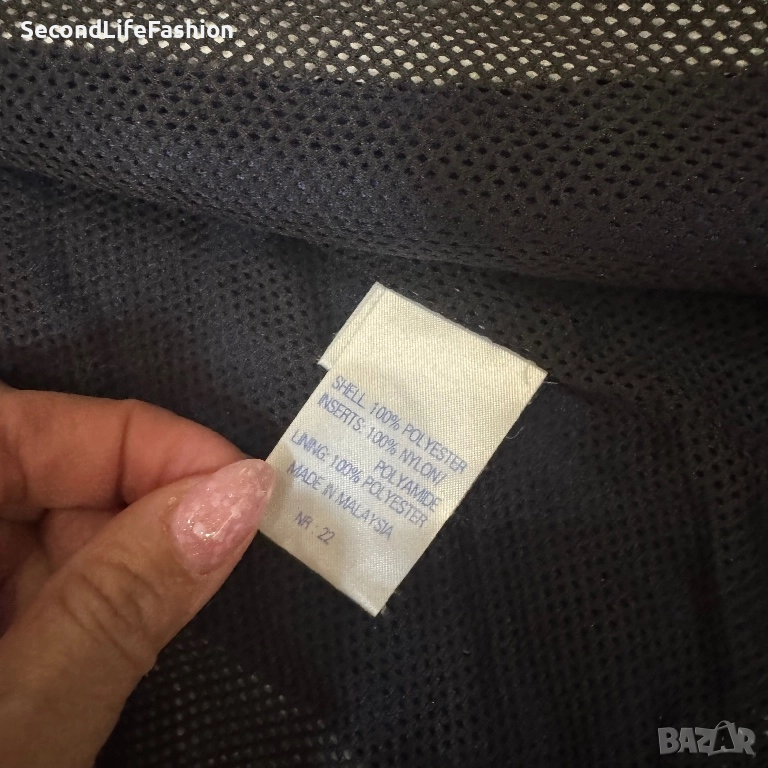 SecondLifeFashion
SHELL: 100% POLYESTER
INSERTS: 100% NYLON/
POLYAMIDE
LINING: 100% POLYESTER
MADE IN MALAYSIA
NR : 22
BAZAR